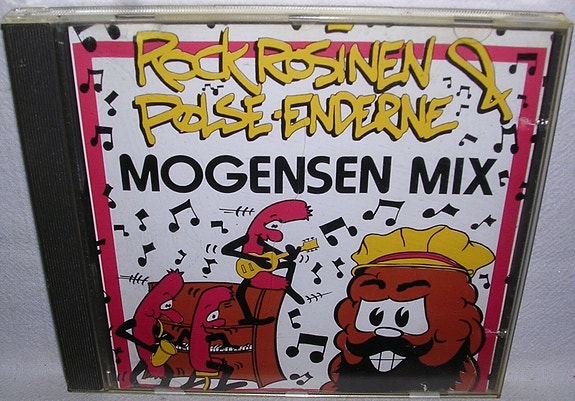 ROCK ROSINEN &
PØLSE-ENDERNE
MOGENSEN MIX